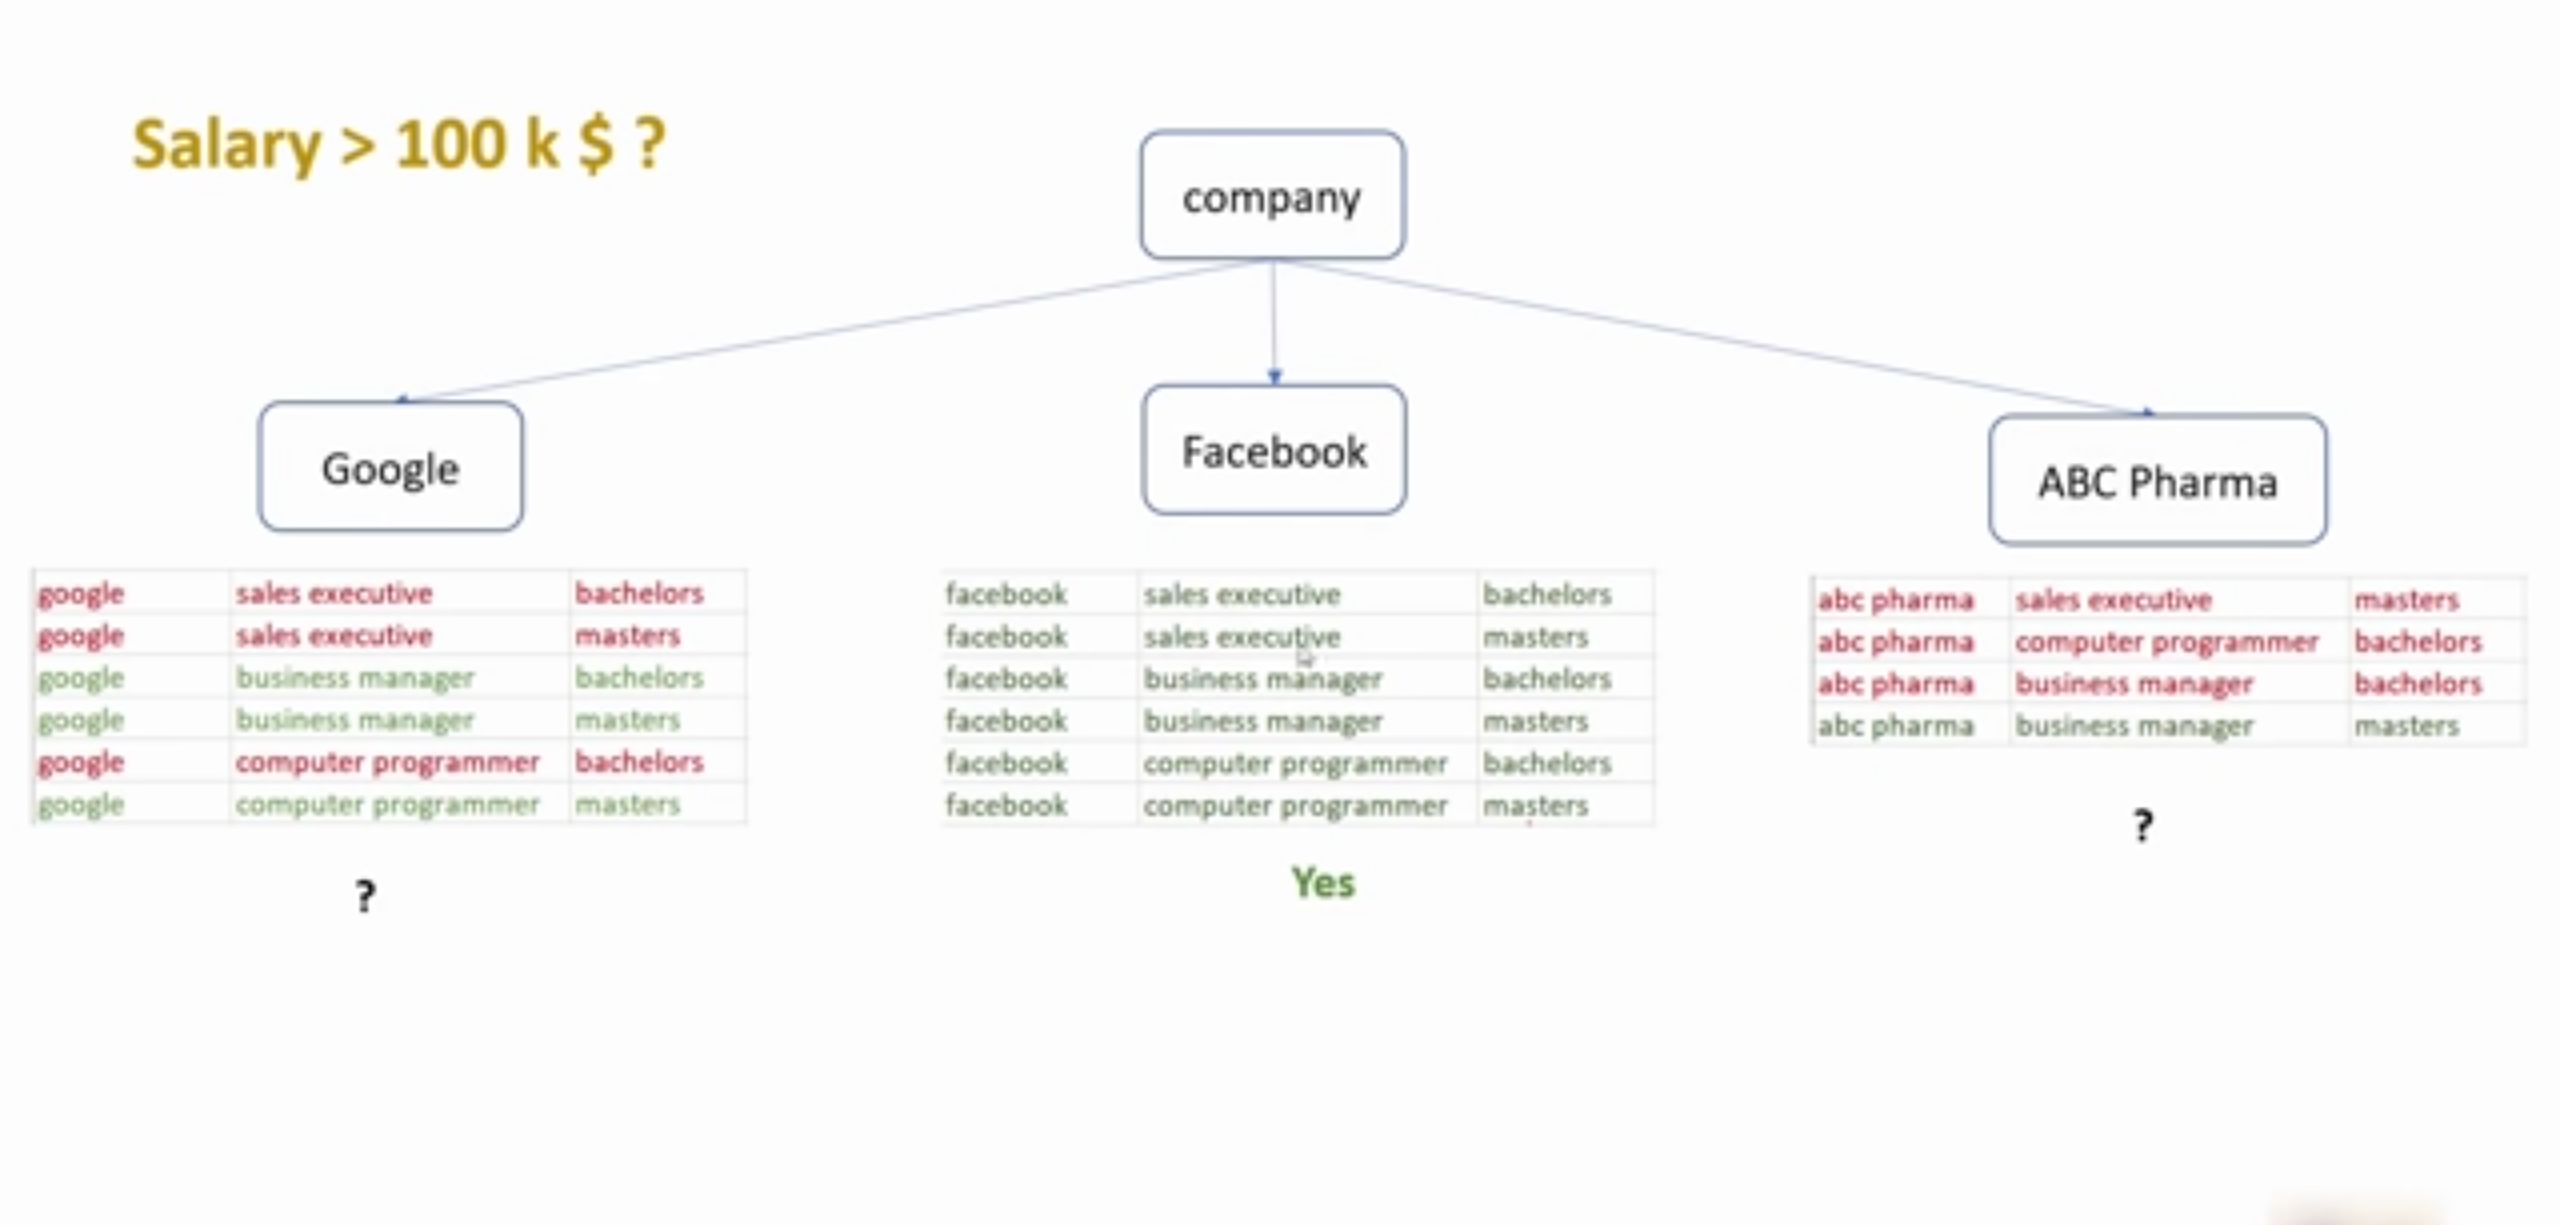 Salary > 100 k $ ?
company
Google
Facebook
ABC Pharma
google sales executive bachelors
google sales executive masters
google business manager bachelors
google business manager masters
google computer programmer bachelors
google computer programmer masters
?
facebook sales executive bachelors
facebook sales executive masters
facebook business manager bachelors
facebook business manager masters
facebook computer programmer bachelors
facebook computer programmer masters
Yes
abc pharma sales executive masters
abc pharma computer programmer bachelors
abc pharma business manager bachelors
abc pharma business manager masters
?